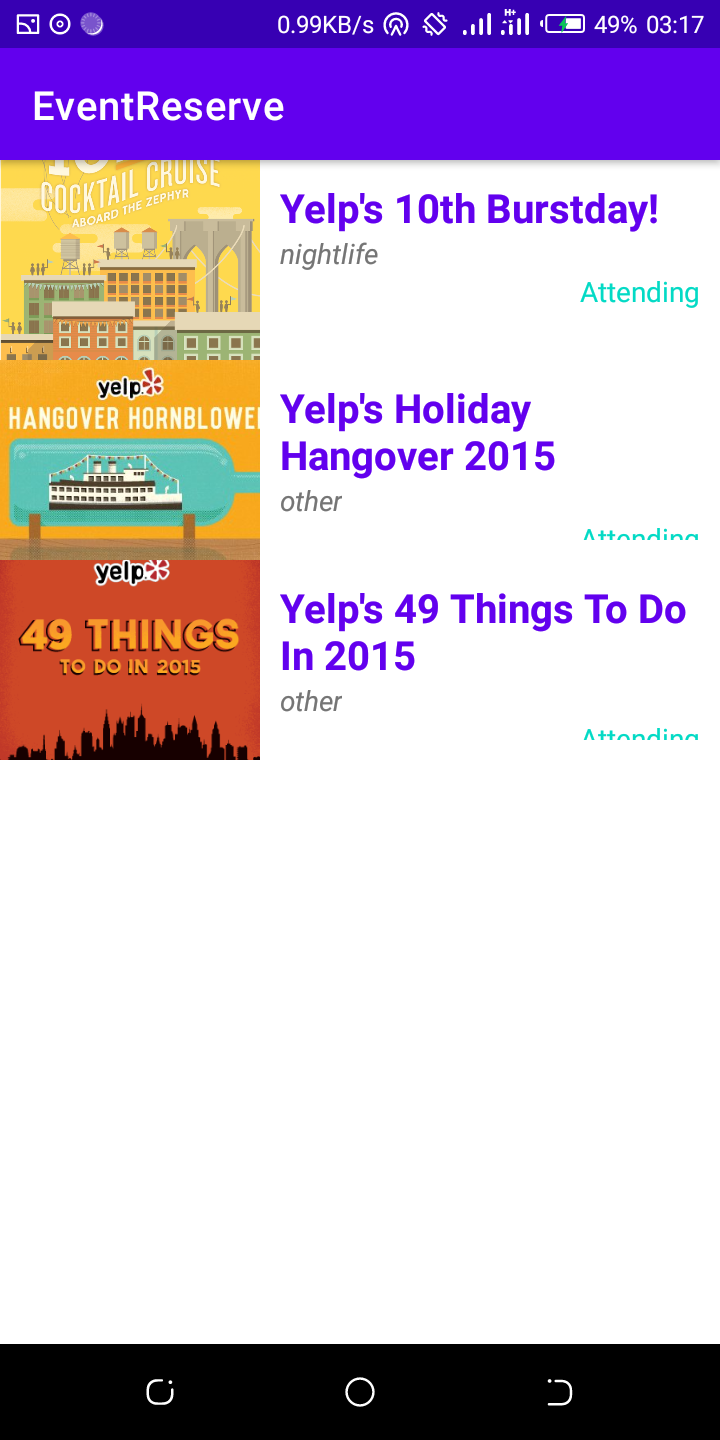 0.99KB/s H+ 49% 03:17
EventReserve
COCKTAIL CRUISE
ABOARD THE ZEPHYR
Yelp's 10th Burstday!
nightlife
Attending
yelp
HANGOVER HORNBLOWE
Yelp's Holiday
Hangover 2015
other
Attending
yelp
49 THINGS
TO DO IN 2015
Yelp's 49 Things To Do
In 2015
other
Attending